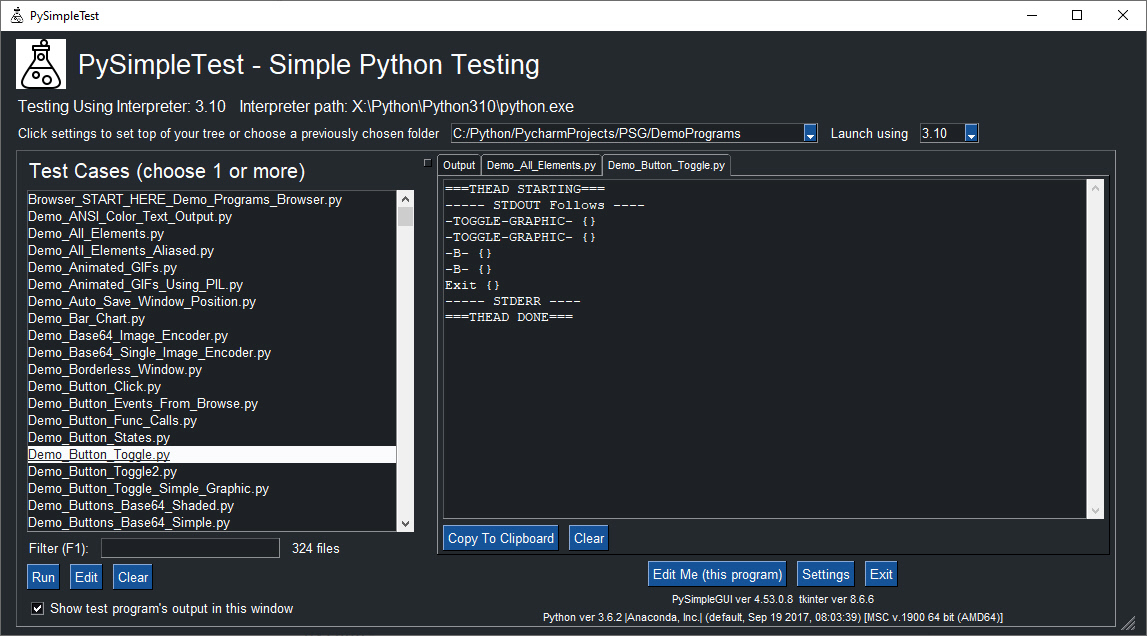 PySimpleTest
PySimpleTest - Simple Python Testing
Testing Using Interpreter: 3.10 Interpreter path: X:\Python\Python310\python.exe
Click settings to set top of your tree or choose a previously chosen folder C:/Python/PycharmProjects/PSG/DemoPrograms Launch using 3.10
Test Cases (choose 1 or more)
Browser_START_HERE_Demo_Programs_Browser.py
Demo_ANSI_Color_Text_Output.py
Demo_All_Elements.py
Demo_All_Elements_Aliased.py
Demo_Animated_GIFs.py
Demo_Animated_GIFs_Using_PIL.py
Demo_Auto_Save_Window_Position.py
Demo_Bar_Chart.py
Demo_Base64_Image_Encoder.py
Demo_Base64_Single_Image_Encoder.py
Demo_Borderless_Window.py
Demo_Button_Click.py
Demo_Button_Events_From_Browse.py
Demo_Button_Func_Calls.py
Demo_Button_States.py
Demo_Button_Toggle.py
Demo_Button_Toggle2.py
Demo_Button_Toggle_Simple_Graphic.py
Demo_Buttons_Base64_Shaded.py
Demo_Buttons_Base64_Simple.py
Filter (F1): 324 files
Run Edit Clear
Show test program's output in this window
Output Demo_All_Elements.py Demo_Button_Toggle.py
===THEAD STARTING===
----- STDOUT Follows ----
-TOGGLE-GRAPHIC- {}
-TOGGLE-GRAPHIC- {}
-B- {}
-B- {}
Exit {}
----- STDERR ----
===THEAD DONE===
Copy To Clipboard Clear
Edit Me (this program) Settings Exit
PySimpleGUI ver 4.53.0.8 tkinter ver 8.6.6
Python ver 3.6.2 |Anaconda, Inc.| (default, Sep 19 2017, 08:03:39) [MSC v.1900 64 bit (AMD64)]